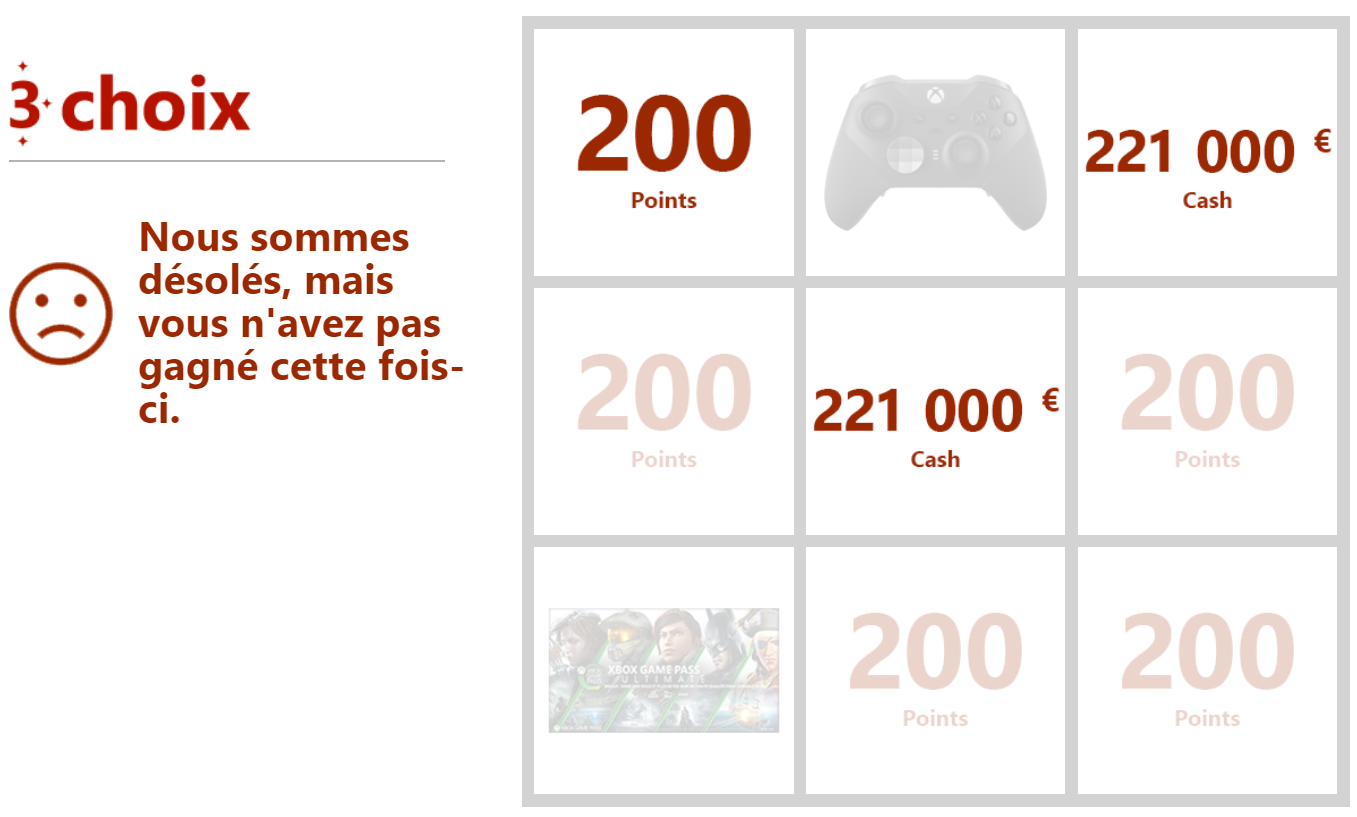 3 choix
Nous sommes
désolés, mais
vous n'avez pas
gagné cette fois-
ci.
200
Points
221 000 €
Cash
200
Points
221 000 €
Cash
200
Points
XBOX GAME PASS
ULTIMATE
200
Points
200
Points